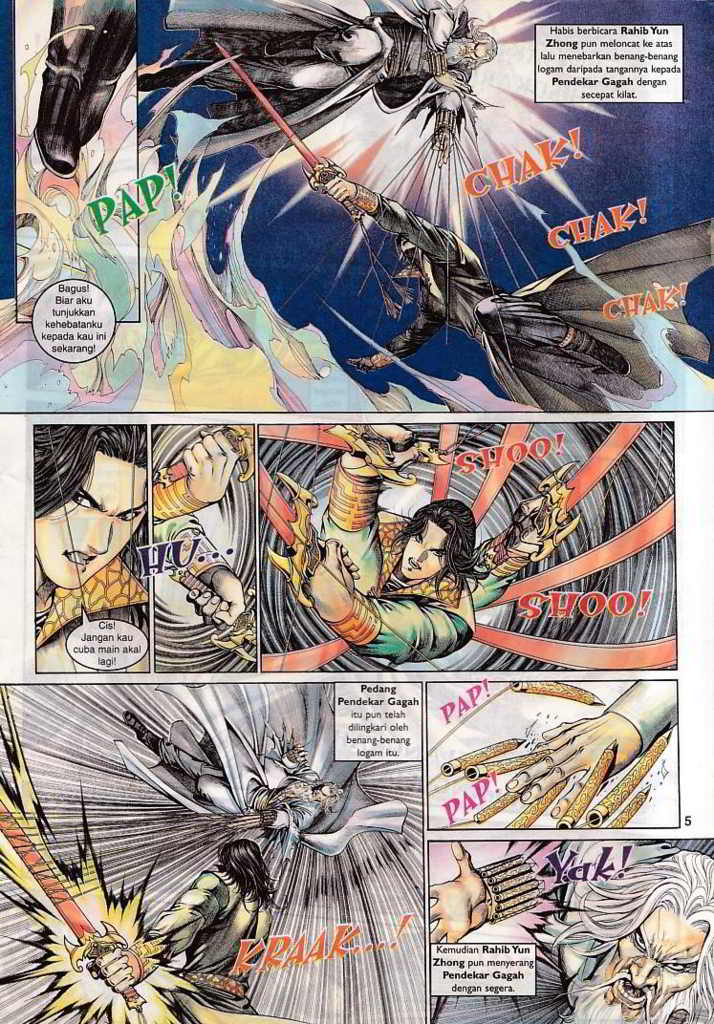 Habis berbicara Rahib Yun
Zhong pun meloncat ke atas
lalu menebarkan benang-benang
logam daripada tangannya kepada
Pendekar Gagah dengan
secepat kilat.
PAP!
CHAK!
CHAK!
CHAK!
Bagus!
Biar aku
tunjukkan
kehebatanku
kepada kau ini
sekarang!
HU...
SHOO!
SHOO!
Cis!
Jangan kau
cuba main akal
lagi!
Pedang
Pendekar Gagah
itu pun telah
dilingkari oleh
benang-benang
logam itu.
KRAAK....!
PAP!
PAP!
5
Yak!
Kemudian Rahib Yun
Zhong pun menyerang
Pendekar Gagah
dengan segera.